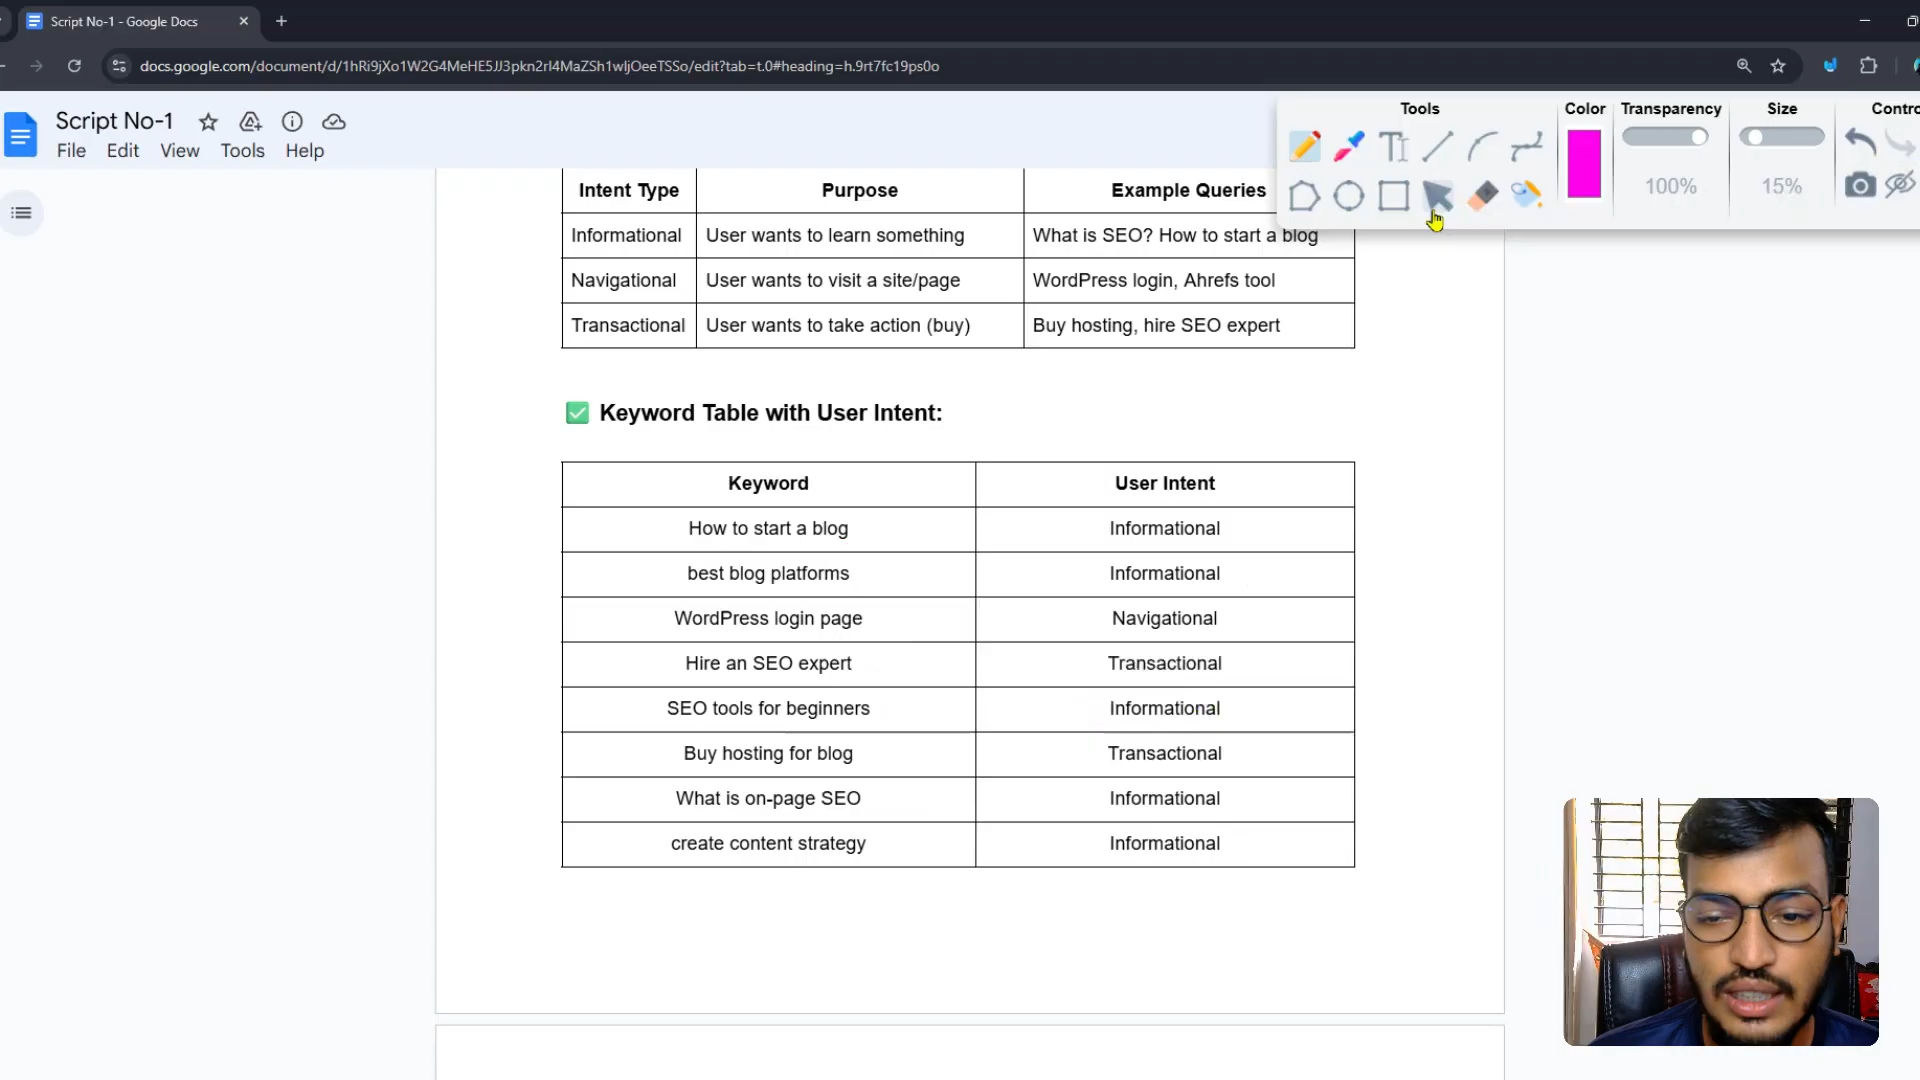 Script No-1 - Google Docs
docs.google.com/document/d/1hRi9jXo1W2G4MeHE5JJ3pkn2rI4MaZSh1wIjOeeTSSo/edit?tab=t.0#heading=h.9rt7fc19ps0o
Script No-1
File Edit View Tools Help
Tools Color Transparency Size Contro
100% 15%
Intent Type Purpose Example Queries
Informational User wants to learn something What is SEO? How to start a blog
Navigational User wants to visit a site/page WordPress login, Ahrefs tool
Transactional User wants to take action (buy) Buy hosting, hire SEO expert
✅ Keyword Table with User Intent:
Keyword User Intent
How to start a blog Informational
best blog platforms Informational
WordPress login page Navigational
Hire an SEO expert Transactional
SEO tools for beginners Informational
Buy hosting for blog Transactional
What is on-page SEO Informational
create content strategy Informational